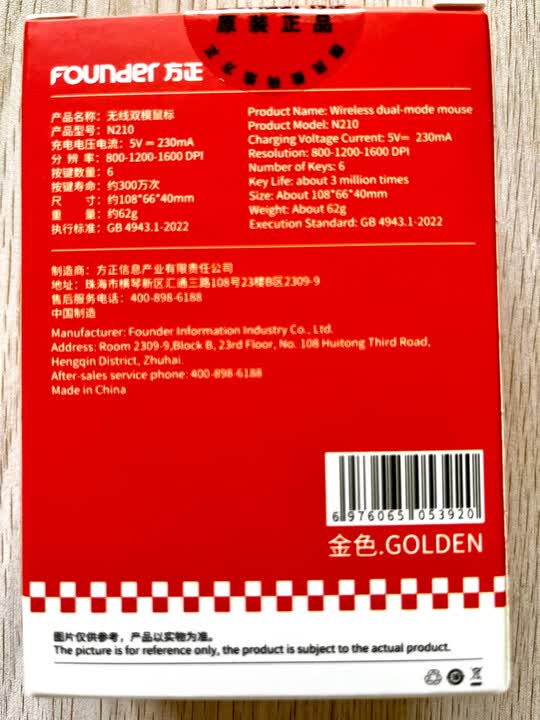 原装正品
FOUNDER 方正
产品名称：无线双模鼠标
产品型号：N210
充电电压电流：5V⎓230mA
分 辨 率：800-1200-1600 DPI
按键数量：6
按键寿命：约300万次
尺 寸：约108*66*40mm
重 量：约62g
执行标准：GB 4943.1-2022
Product Name: Wireless dual-mode mouse
Product Model: N210
Charging Voltage Current: 5V⎓ 230mA
Resolution: 800-1200-1600 DPI
Number of Keys: 6
Key Life: about 3 million times
Size: About 108*66*40mm
Weight: About 62g
Execution Standard: GB 4943.1-2022
制造商：方正信息产业有限责任公司
地址：珠海市横琴新区汇通三路108号23楼B区2309-9
售后服务电话：400-898-6188
中国制造
Manufacturer: Founder Information Industry Co., Ltd.
Address: Room 2309-9,Block B, 23rd Floor, No. 108 Huitong Third Road,
Hengqin District, Zhuhai.
After-sales service phone: 400-898-6188
Made in China
6 976065 053920
金色.GOLDEN
图片仅供参考，产品以实物为准。
The picture is for reference only, the product is subject to the actual product.